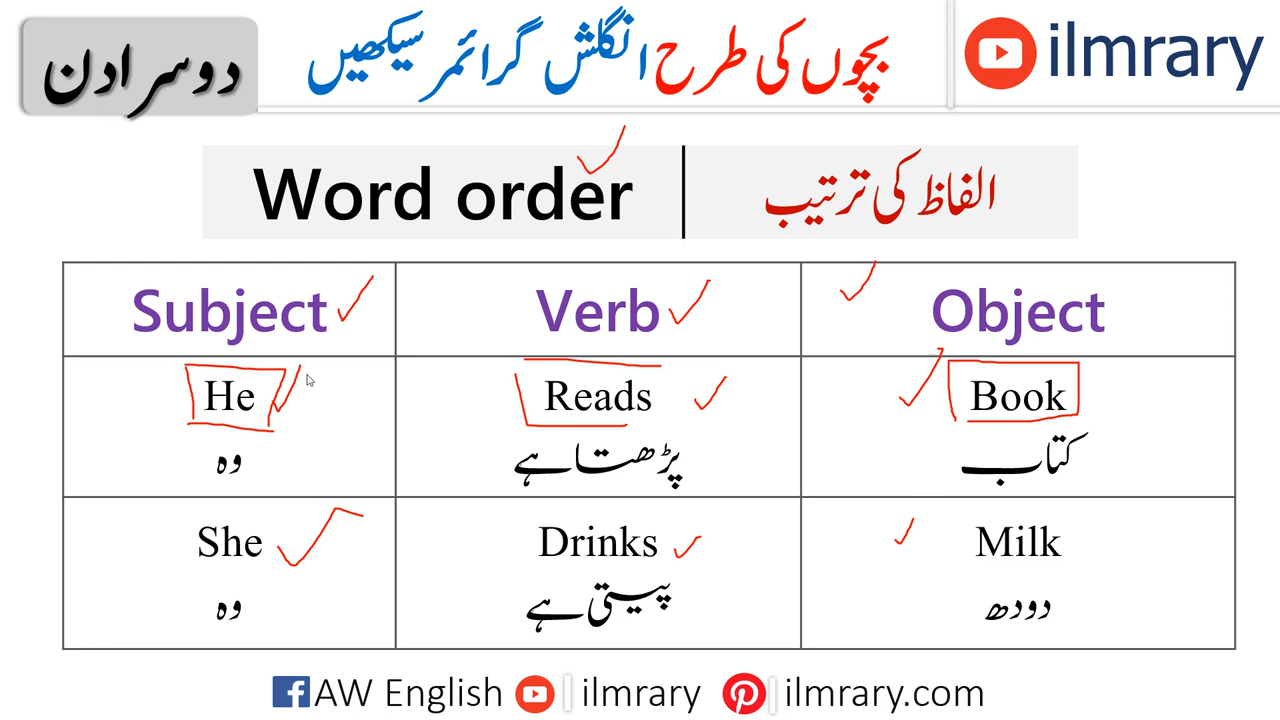 دوسرا دن
بچوں کی طرح انگلش گرائمر سیکھیں
ilmrary
Word order | الفاظ کی ترتیب
Subject Verb Object
He Reads Book
وہ پڑھتا ہے کتاب
She Drinks Milk
وہ پیتی ہے دودھ
AW English | ilmrary | ilmrary.com